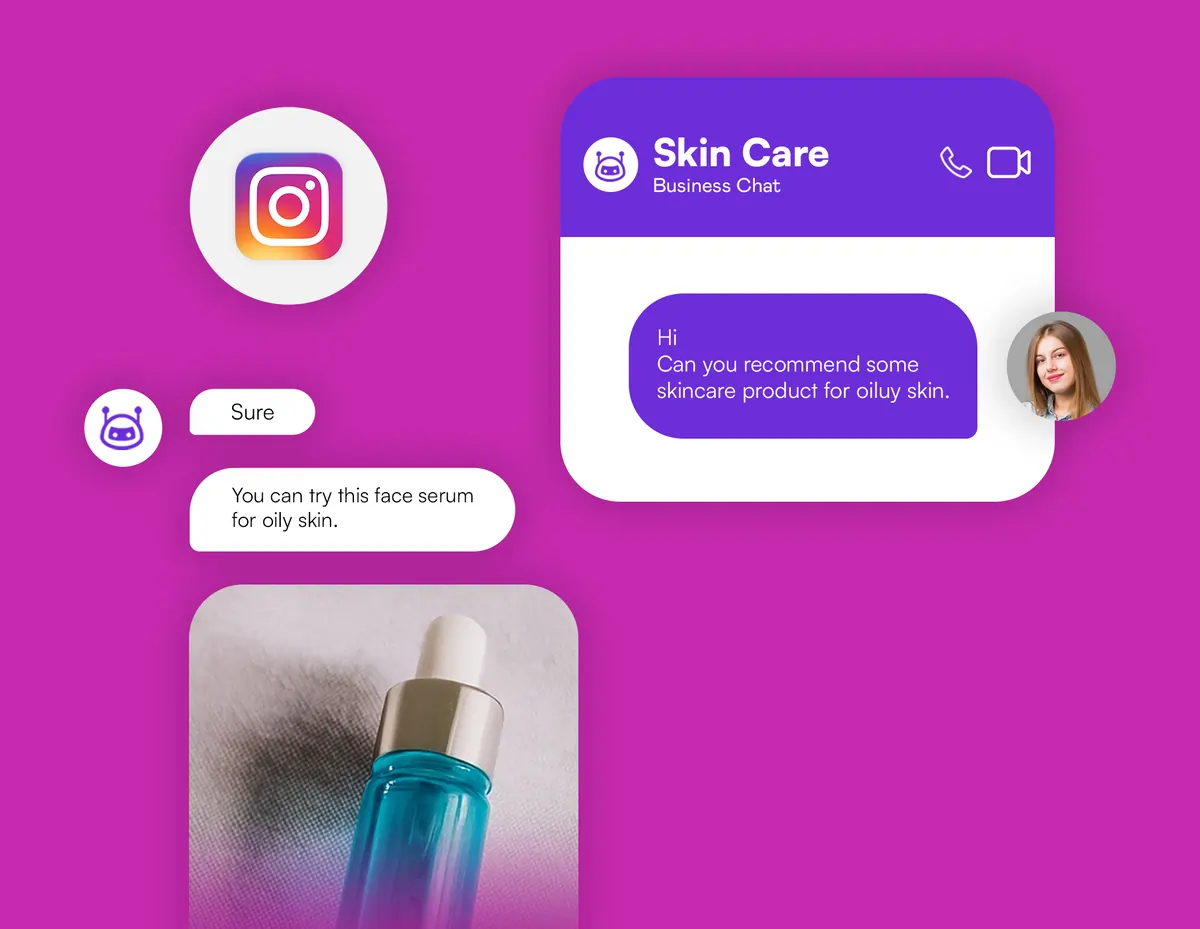 Skin Care
Business Chat
Hi
Can you recommend some
skincare product for oiluy skin.
Sure
You can try this face serum
for oily skin.